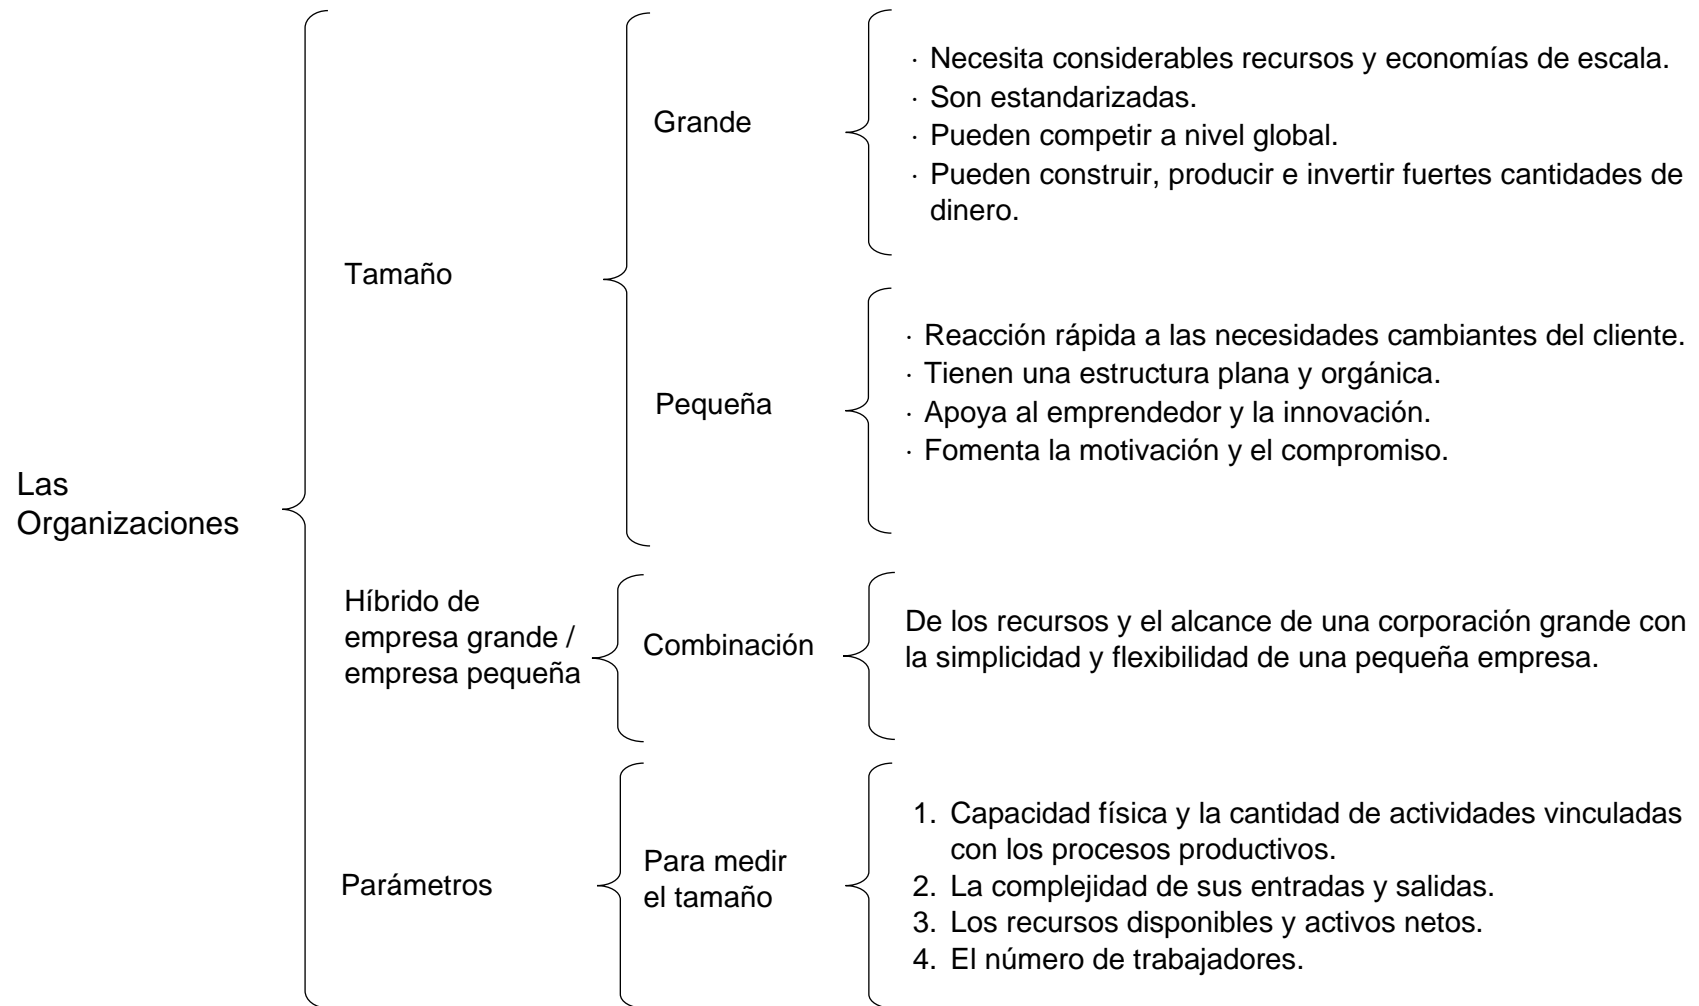 Las
Organizaciones
Tamaño
Grande
· Necesita considerables recursos y economías de escala.
· Son estandarizadas.
· Pueden competir a nivel global.
· Pueden construir, producir e invertir fuertes cantidades de
dinero.
Pequeña
· Reacción rápida a las necesidades cambiantes del cliente.
· Tienen una estructura plana y orgánica.
· Apoya al emprendedor y la innovación.
· Fomenta la motivación y el compromiso.
Híbrido de
empresa grande /
empresa pequeña
Combinación
De los recursos y el alcance de una corporación grande con
la simplicidad y flexibilidad de una pequeña empresa.
Parámetros
Para medir
el tamaño
1. Capacidad física y la cantidad de actividades vinculadas
con los procesos productivos.
2. La complejidad de sus entradas y salidas.
3. Los recursos disponibles y activos netos.
4. El número de trabajadores.